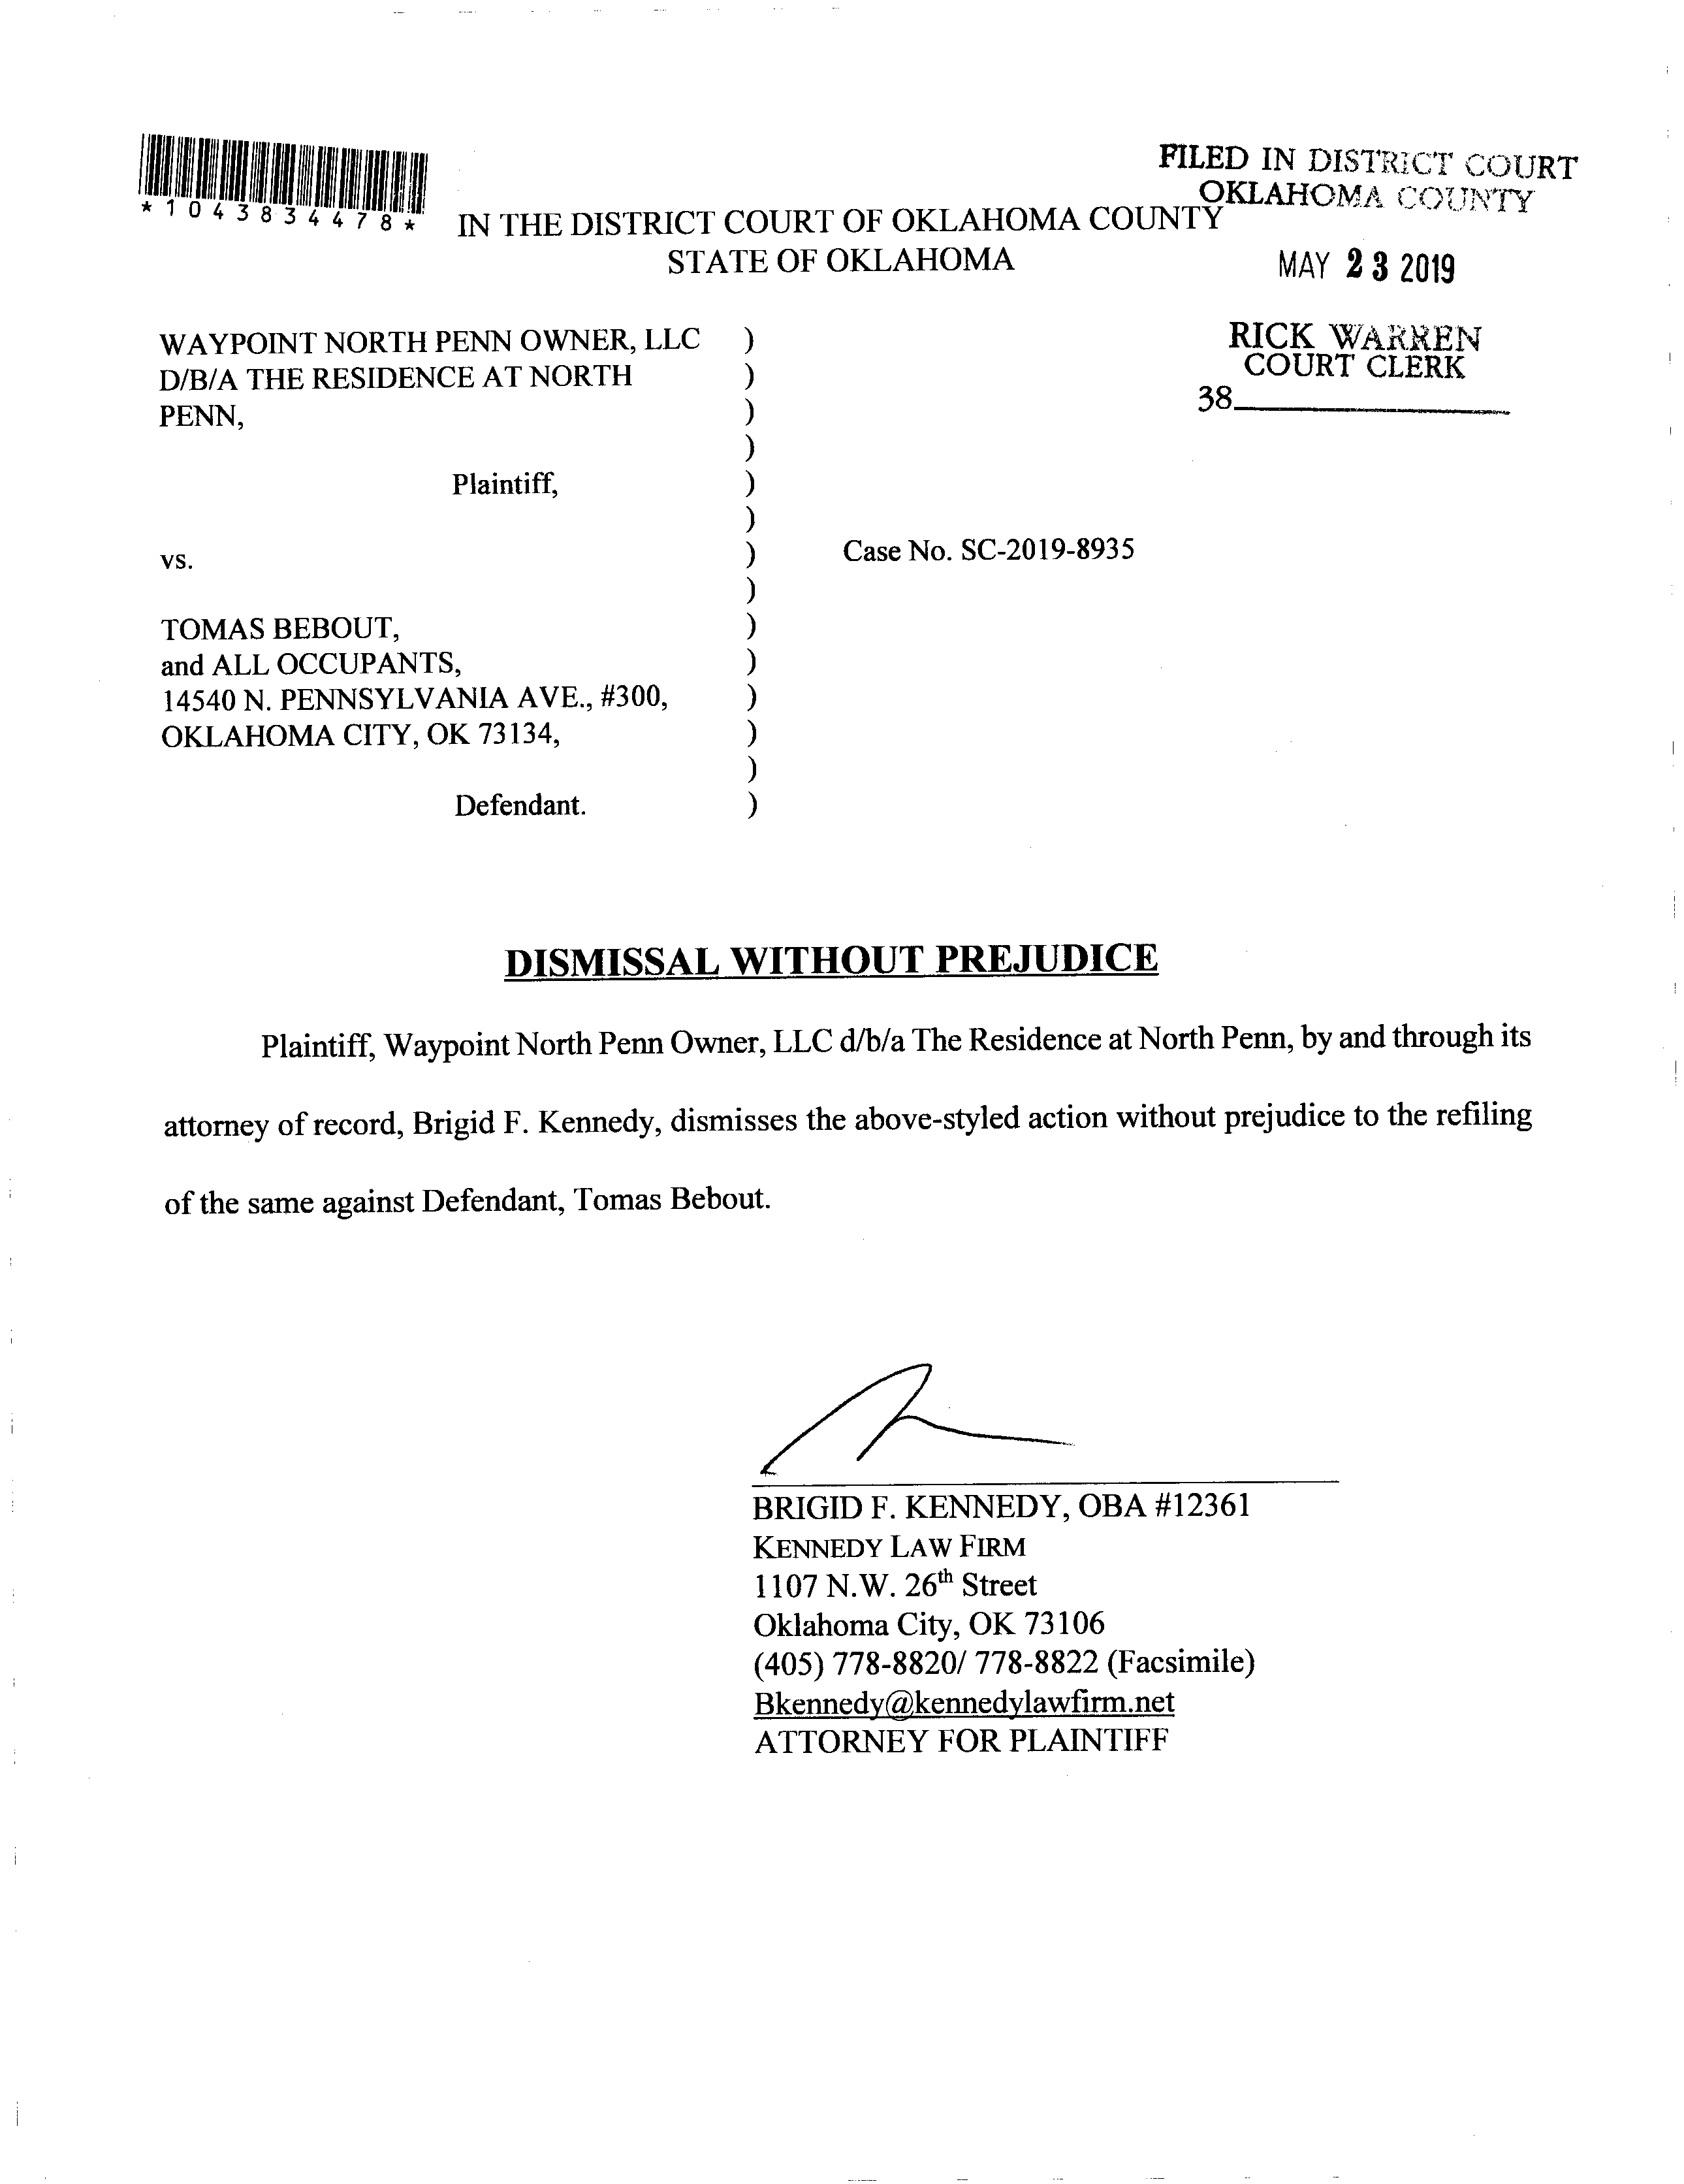 *1043834478*
FILED IN DISTRICT COURT
OKLAHOMA COUNTY
IN THE DISTRICT COURT OF OKLAHOMA COUNTY
STATE OF OKLAHOMA
MAY 23 2019
RICK WARREN
COURT CLERK
38
WAYPOINT NORTH PENN OWNER, LLC )
D/B/A THE RESIDENCE AT NORTH )
PENN, )
)
Plaintiff, )
)
vs. ) Case No. SC-2019-8935
)
TOMAS BEBOUT, )
and ALL OCCUPANTS, )
14540 N. PENNSYLVANIA AVE., #300, )
OKLAHOMA CITY, OK 73134, )
)
Defendant. )
DISMISSAL WITHOUT PREJUDICE
Plaintiff, Waypoint North Penn Owner, LLC d/b/a The Residence at North Penn, by and through its
attorney of record, Brigid F. Kennedy, dismisses the above-styled action without prejudice to the refiling
of the same against Defendant, Tomas Bebout.
BRIGID F. KENNEDY, OBA #12361
KENNEDY LAW FIRM
1107 N.W. 26th Street
Oklahoma City, OK 73106
(405) 778-8820/ 778-8822 (Facsimile)
Bkennedy@kennedylawfirm.net
ATTORNEY FOR PLAINTIFF